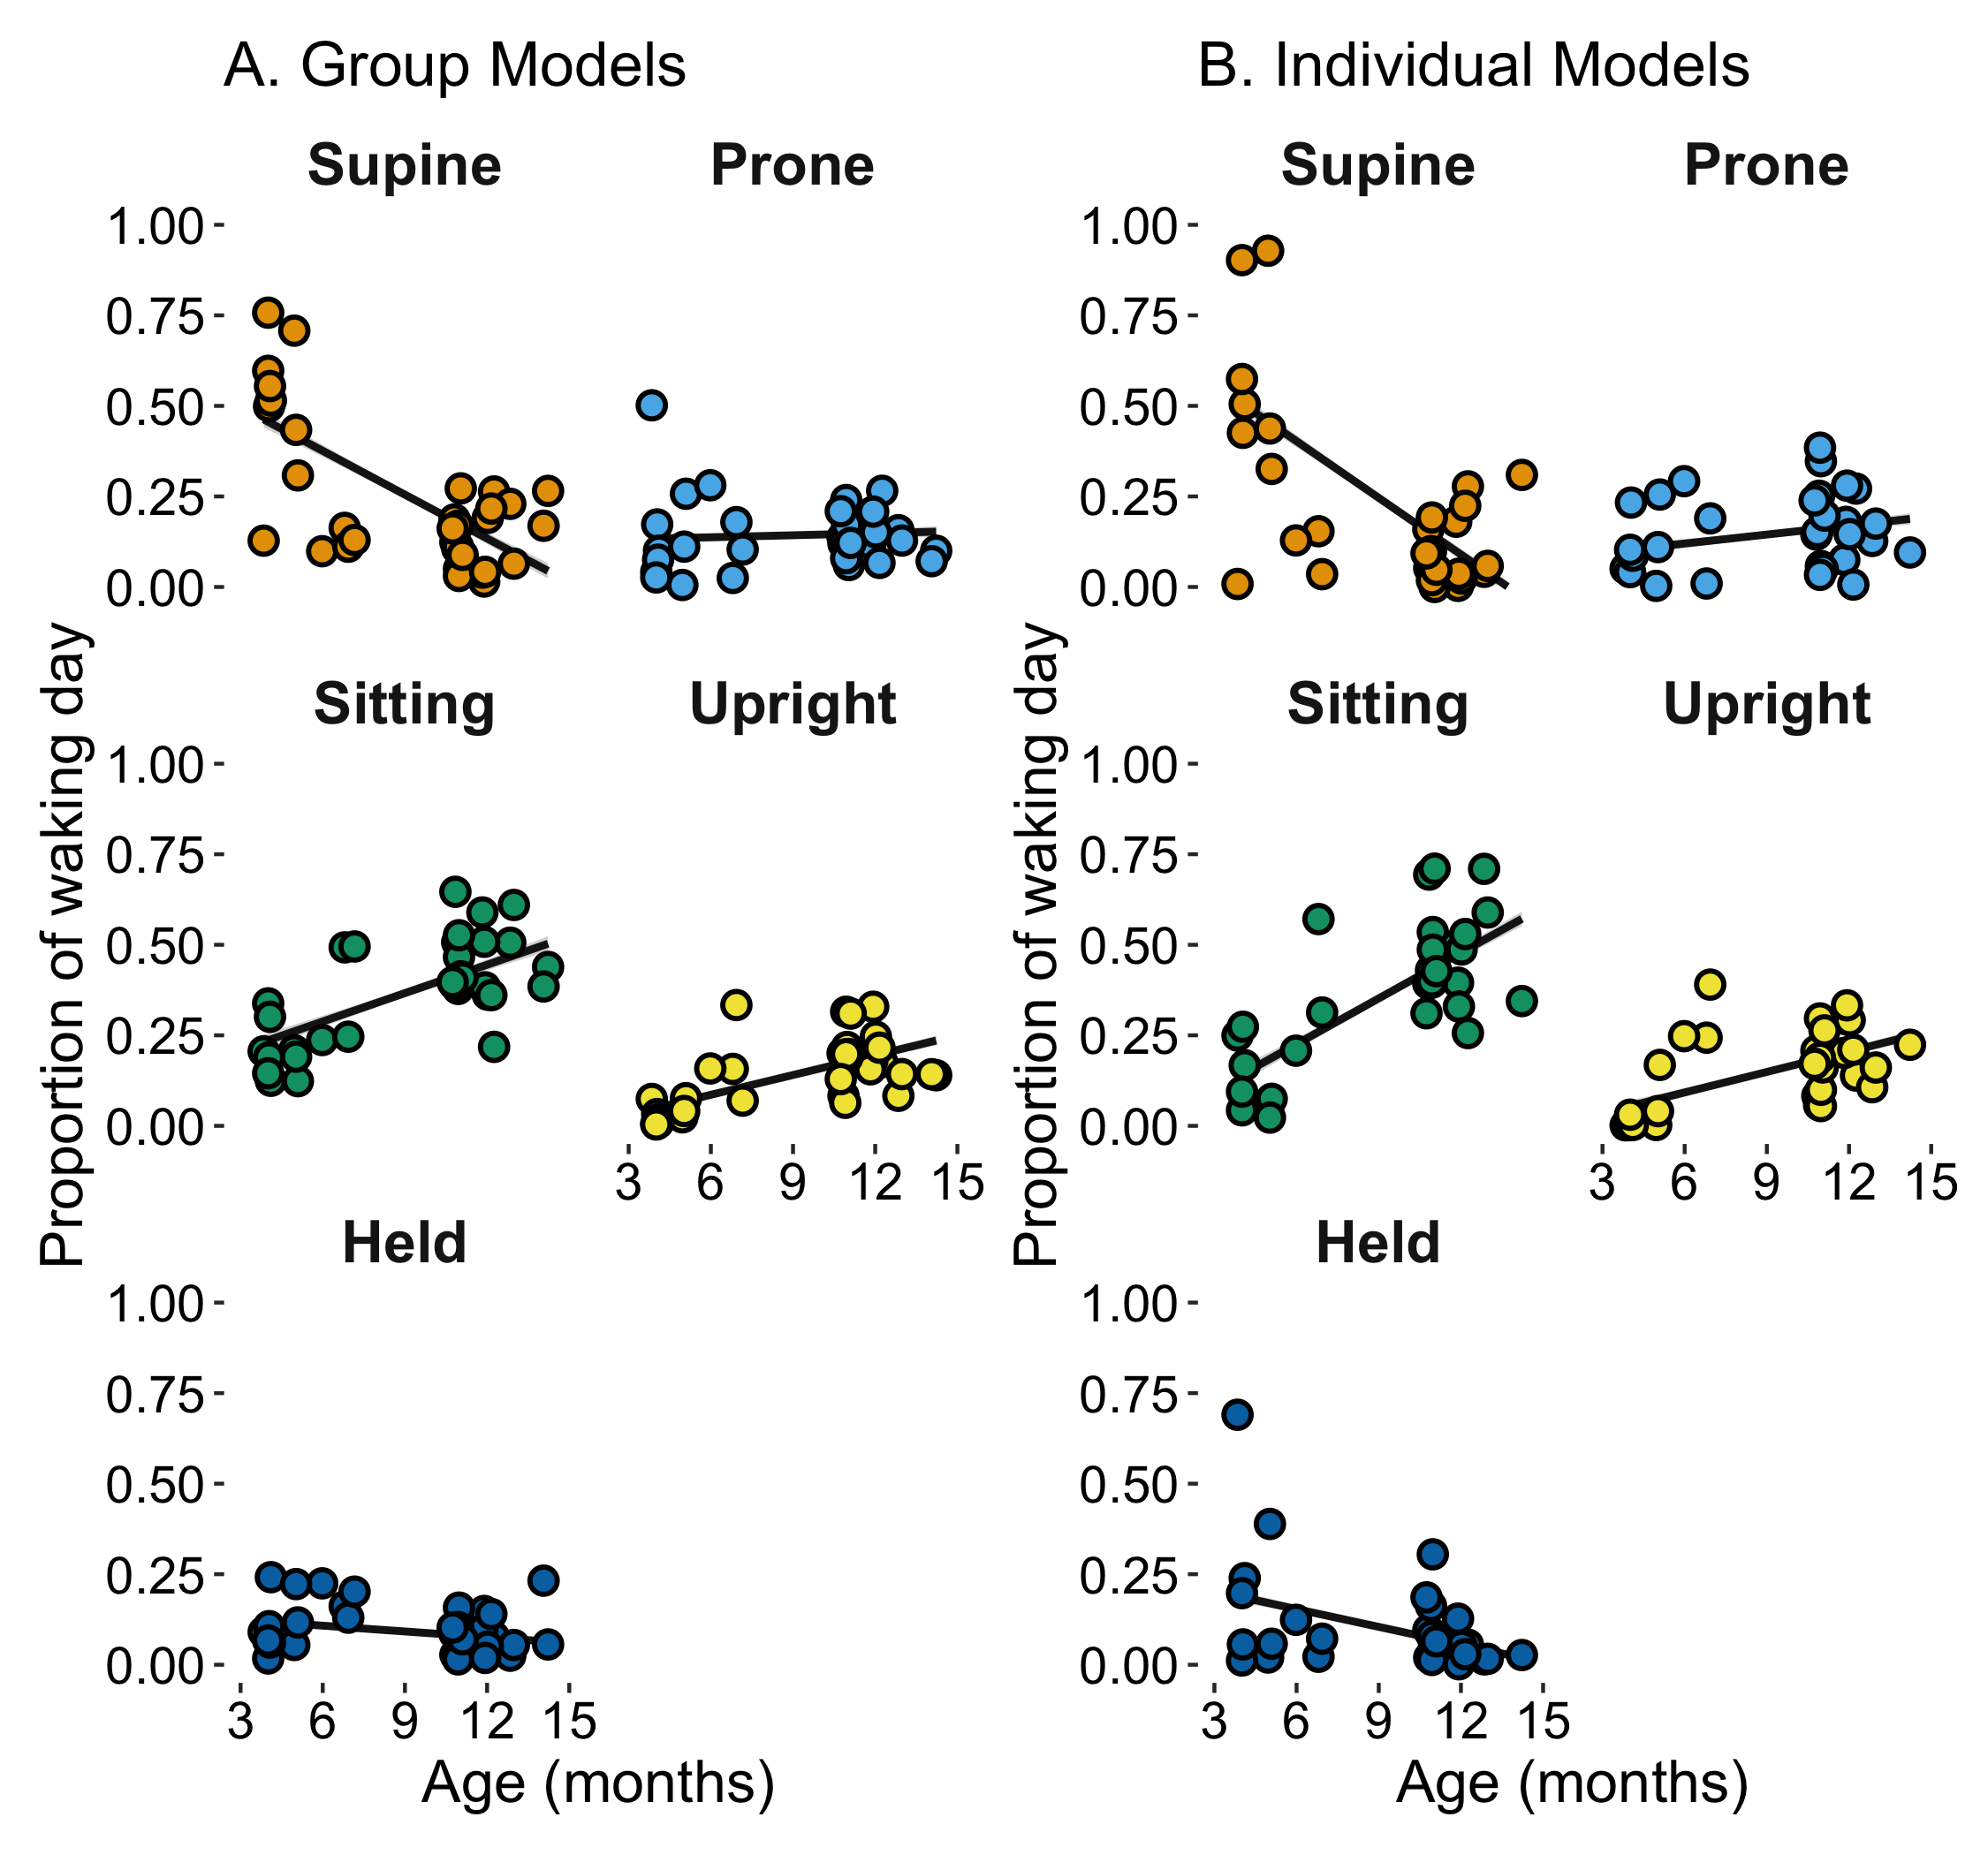 A. Group Models
Supine Prone
1.00
0.75
0.50
0.25
0.00
Sitting Upright
1.00
0.75
0.50
0.25
0.00
3 6 9 12 15
Held
1.00
0.75
0.50
0.25
0.00
3 6 9 12 15
Proportion of waking day
Age (months)
B. Individual Models
Supine Prone
1.00
0.75
0.50
0.25
0.00
Sitting Upright
1.00
0.75
0.50
0.25
0.00
3 6 9 12 15
Held
1.00
0.75
0.50
0.25
0.00
3 6 9 12 15
Proportion of waking day
Age (months)